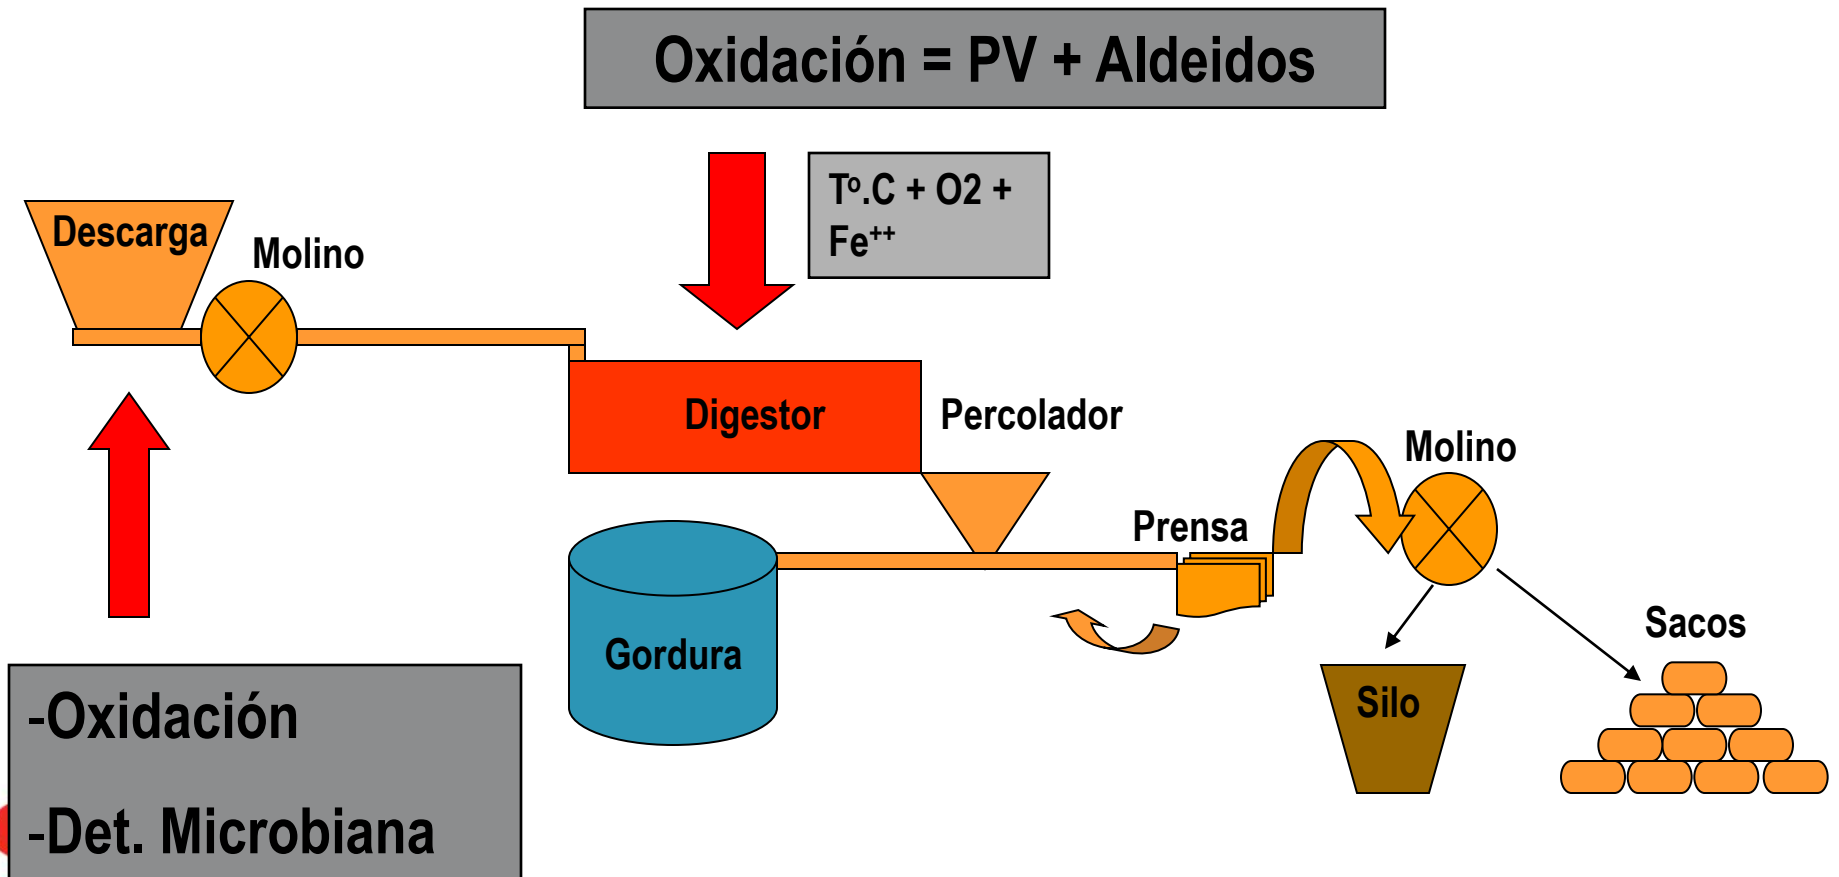 Oxidación = PV + Aldeidos
Tº.C + O2 +
Fe⁺⁺
Descarga
Molino
Digestor
Percolador
Molino
Prensa
Gordura
Sacos
Silo
-Oxidación
-Det. Microbiana